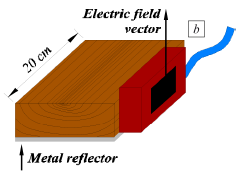 Electric field
vector
b
20 cm
Metal reflector